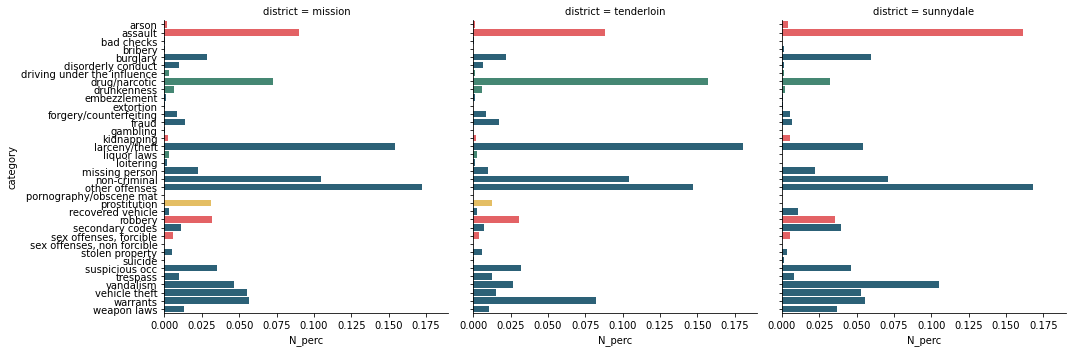 district = mission
district = tenderloin
district = sunnydale
category
arson
assault
bad checks
bribery
burglary
disorderly conduct
driving under the influence
drug/narcotic
drunkenness
embezzlement
extortion
forgery/counterfeiting
fraud
gambling
kidnapping
larceny/theft
liquor laws
loitering
missing person
non-criminal
other offenses
pornography/obscene mat
prostitution
recovered vehicle
robbery
secondary codes
sex offenses, forcible
sex offenses, non forcible
stolen property
suicide
suspicious occ
trespass
vandalism
vehicle theft
warrants
weapon laws
0.000 0.025 0.050 0.075 0.100 0.125 0.150 0.175
N_perc
0.000 0.025 0.050 0.075 0.100 0.125 0.150 0.175
N_perc
0.000 0.025 0.050 0.075 0.100 0.125 0.150 0.175
N_perc